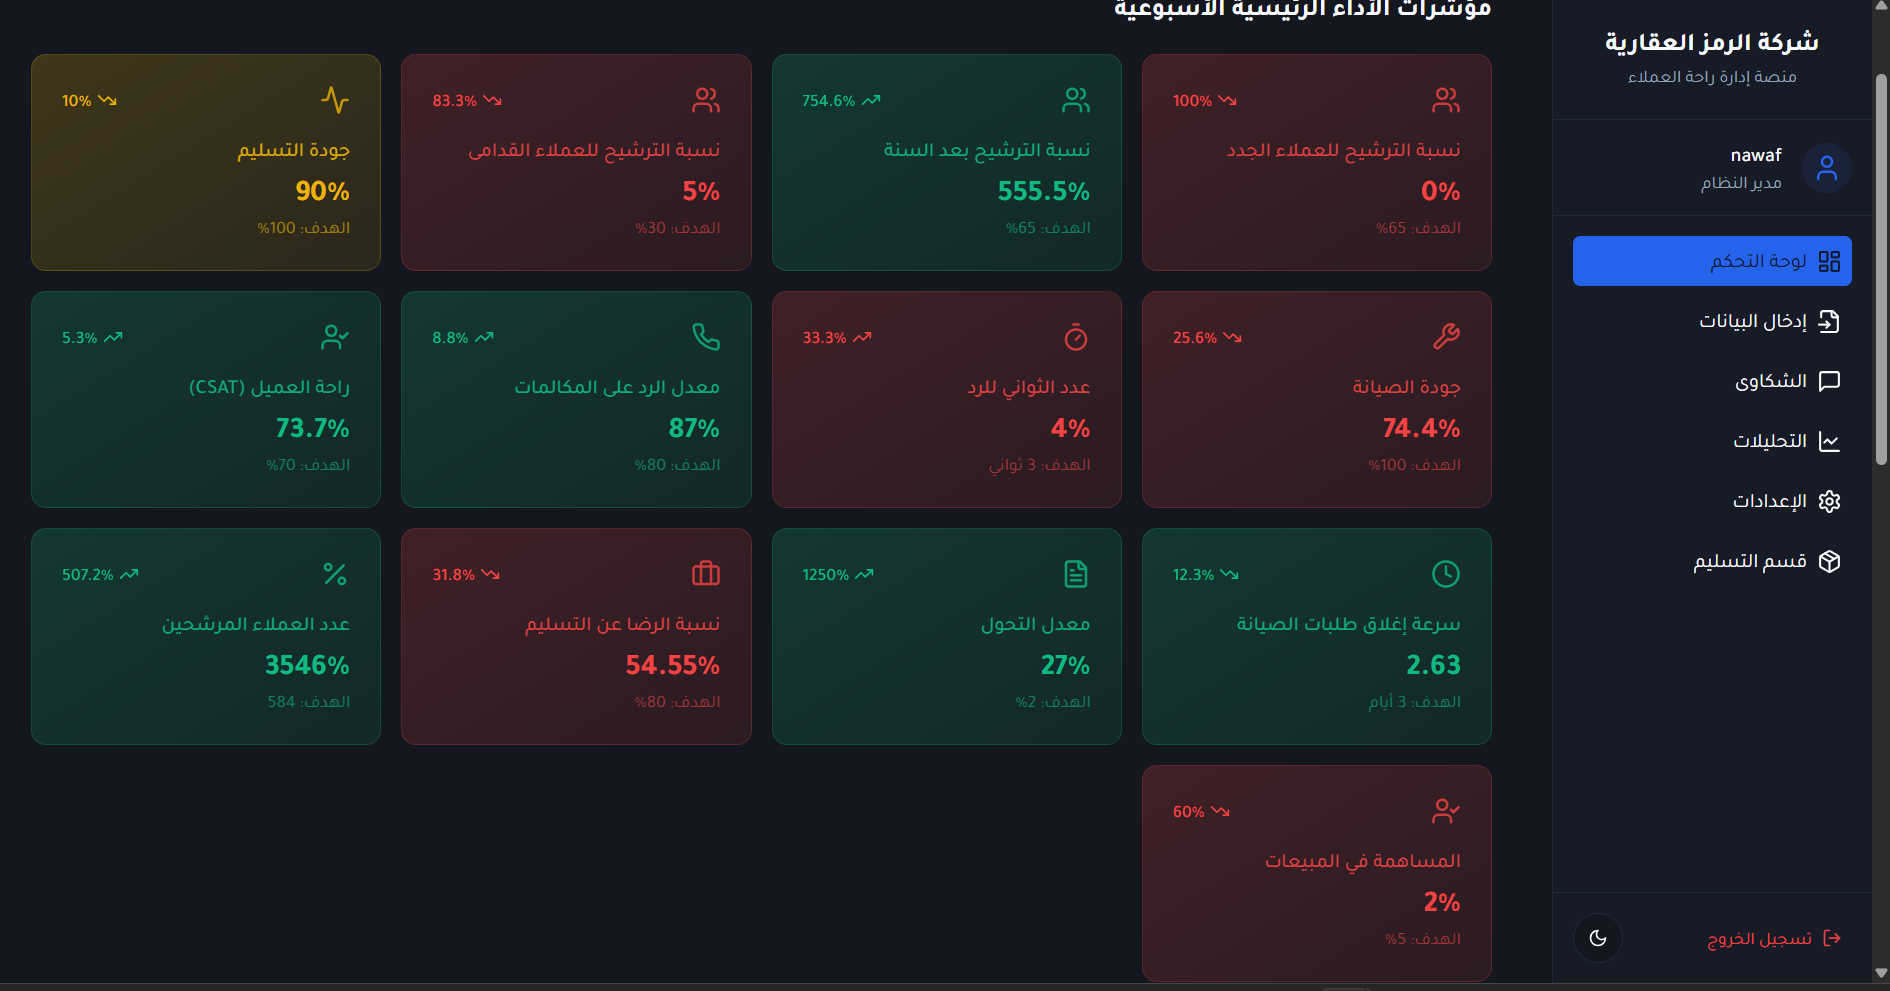 شركة الرمز العقارية
منصة إدارة راحة العملاء
nawaf
مدير النظام
لوحة التحكم
إدخال البيانات
الشكاوى
التحليلات
الإعدادات
قسم التسليم
تسجيل الخروج
مؤشرات الأداء الرئيسية الأسبوعية
100%
نسبة الترشيح للعملاء الجدد
0%
الهدف: 65%
754.6%
نسبة الترشيح بعد السنة
555.5%
الهدف: 65%
83.3%
نسبة الترشيح للعملاء القدامى
5%
الهدف: 30%
10%
جودة التسليم
90%
الهدف: 100%
25.6%
جودة الصيانة
74.4%
الهدف: 100%
33.3%
عدد الثواني للرد
4%
الهدف: 3 ثواني
8.8%
معدل الرد على المكالمات
87%
الهدف: 80%
5.3%
راحة العميل (CSAT)
73.7%
الهدف: 70%
12.3%
سرعة إغلاق طلبات الصيانة
2.63
الهدف: 3 أيام
1250%
معدل التحول
27%
الهدف: 2%
31.8%
نسبة الرضا عن التسليم
54.55%
الهدف: 80%
507.2%
عدد العملاء المرشحين
3546%
الهدف: 584
60%
المساهمة في المبيعات
2%
الهدف: 5%